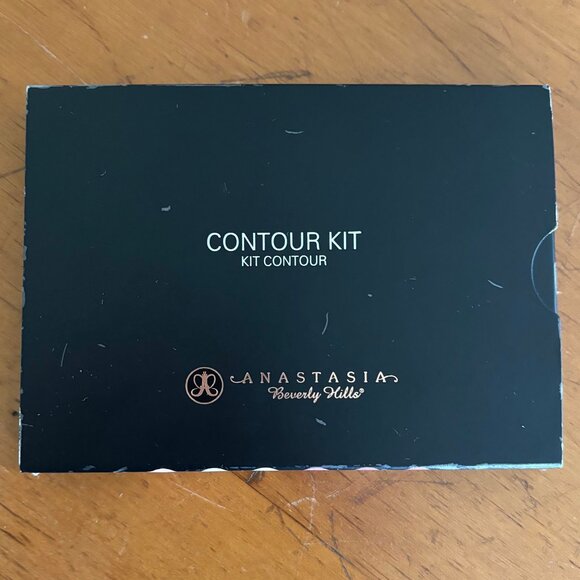 CONTOUR KIT
KIT CONTOUR
ANASTASIA
Beverly Hills®